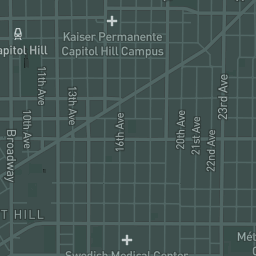 Kaiser Permanente
Capitol Hill Campus
apitol Hill
11th Ave
10th Ave
13th Ave
Broadway
16th Ave
20th Ave
21st Ave
22nd Ave
23rd Ave
T HILL
Mét
Swedish Medical Center